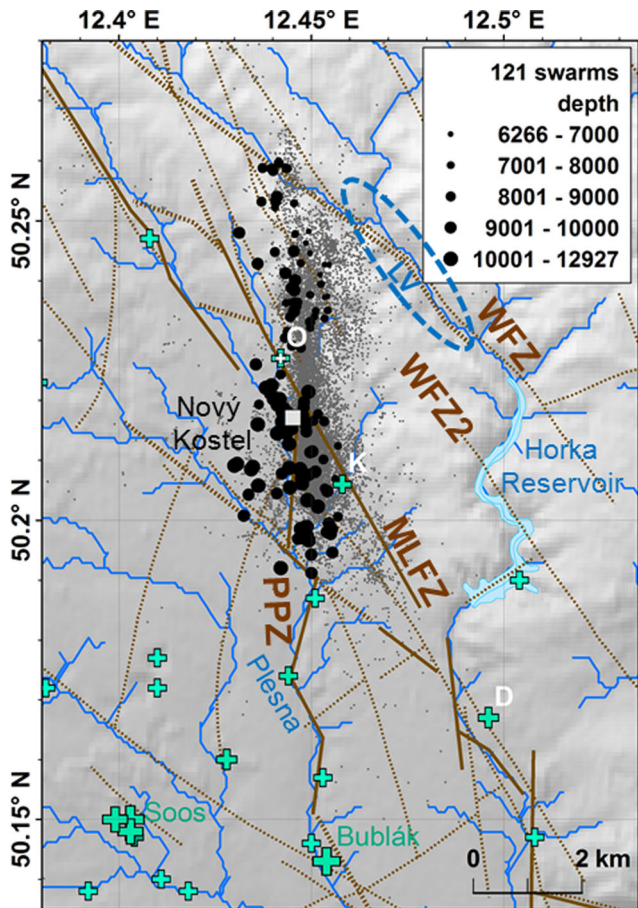 12.4° E
12.45° E
12.5° E
121 swarms
depth
6266 - 7000
7001 - 8000
8001 - 9000
9001 - 10000
10001 - 12927
50.25° N
LV
WFZ
O
WFZ2
Nový
Kostel
K
Horka
Reservoir
50.2° N
MLFZ
PPZ
Plesna
D
50.15° N
Soos
Bublák
0
2 km